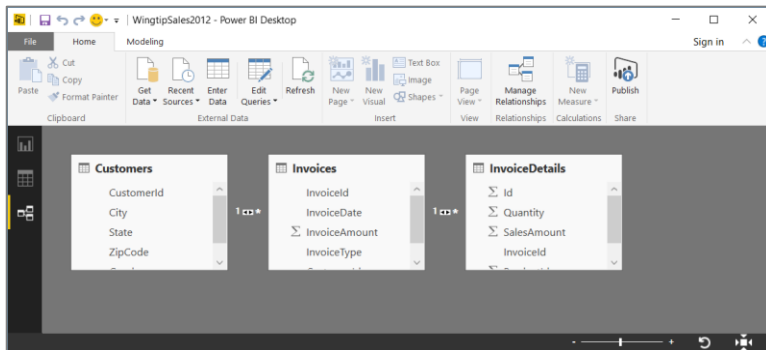 WingtipSales2012 - Power BI Desktop
File Home Modeling Sign in
Paste
Cut
Copy
Format Painter
Get Data
Recent Sources
Enter Data
Edit Queries
Refresh
New Page
New Visual
Text Box
Image
Shapes
Page View
Manage Relationships
New Measure
Publish
Clipboard External Data Insert View Relationships Calculations Share
Customers
CustomerId
City
State
ZipCode
1 *
Invoices
InvoiceId
InvoiceDate
Σ InvoiceAmount
InvoiceType
1 *
InvoiceDetails
Σ Id
Σ Quantity
Σ SalesAmount
InvoiceId
- +